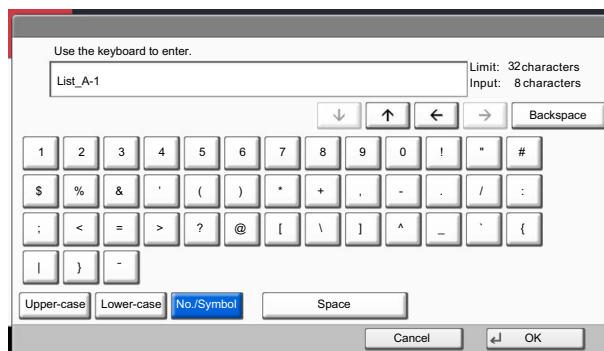 Use the keyboard to enter.
Limit: 32 characters
List_A-1
Input: 8 characters
↓ ↑ ← → Backspace
1 2 3 4 5 6 7 8 9 0 ! " #
$ % & ' ( ) * + , - . / :
; < = > ? @ [ \ ] ^ _ ` {
| } ~
Upper-case Lower-case No./Symbol Space
Cancel ↵ OK